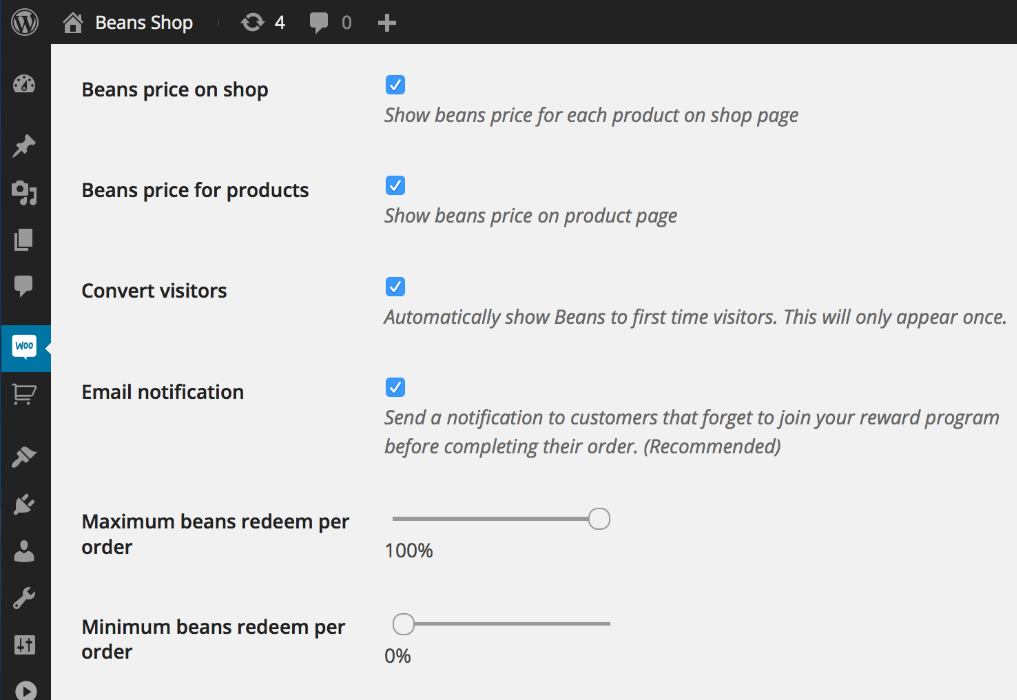 Beans Shop 4 0
Beans price on shop
Show beans price for each product on shop page
Beans price for products
Show beans price on product page
Convert visitors
Automatically show Beans to first time visitors. This will only appear once.
WOO
Email notification
Send a notification to customers that forget to join your reward program
before completing their order. (Recommended)
Maximum beans redeem per
order
100%
Minimum beans redeem per
order
0%